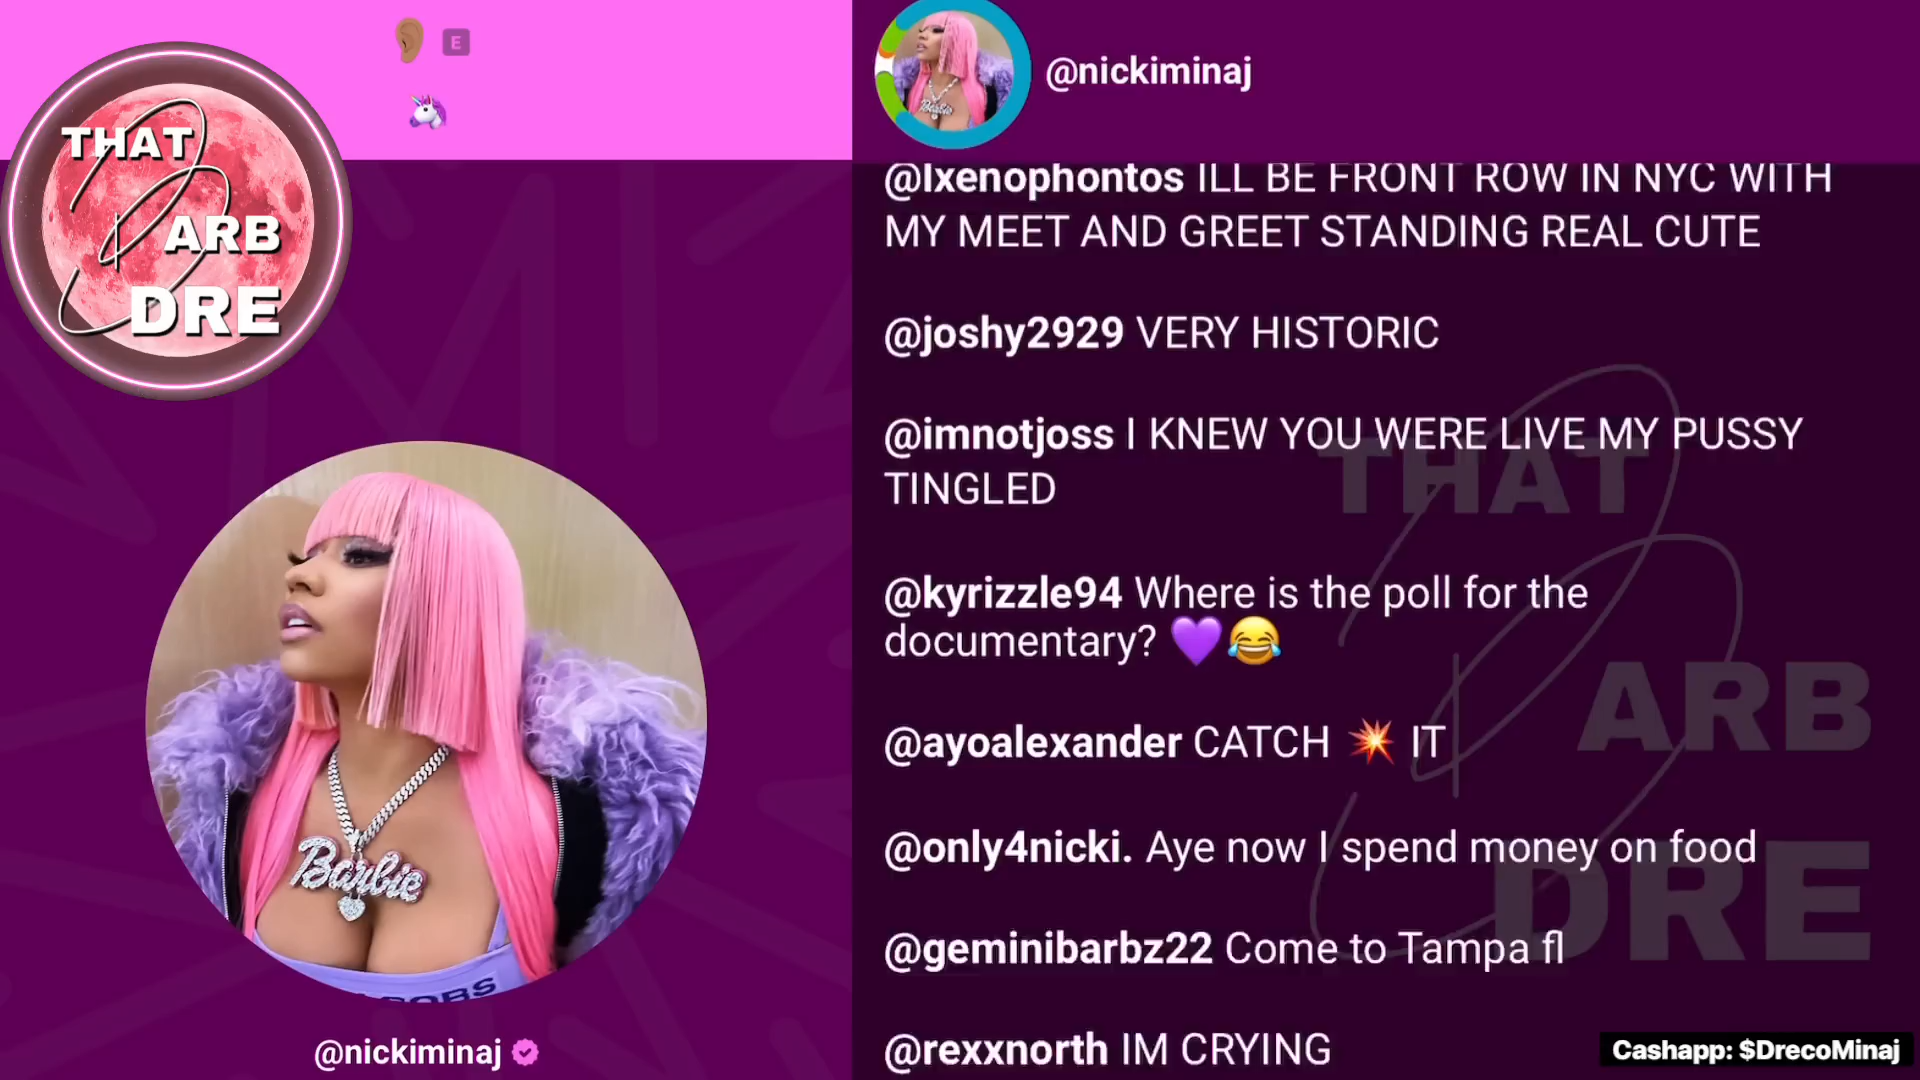 E
THAT
BARB
DRE
Barbie
COBS
@nickiminaj
@nickiminaj
@lxenophontos ILL BE FRONT ROW IN NYC WITH
MY MEET AND GREET STANDING REAL CUTE
@joshy2929 VERY HISTORIC
@imnotjoss I KNEW YOU WERE LIVE MY PUSSY
TINGLED
@kyrizzle94 Where is the poll for the
documentary? 💜😂
@ayoalexander CATCH 💥 IT
@only4nicki. Aye now I spend money on food
@geminibarbz22 Come to Tampa fl
@rexxnorth IM CRYING
THAT
BARB
DRE
Cashapp: $DrecoMinaj